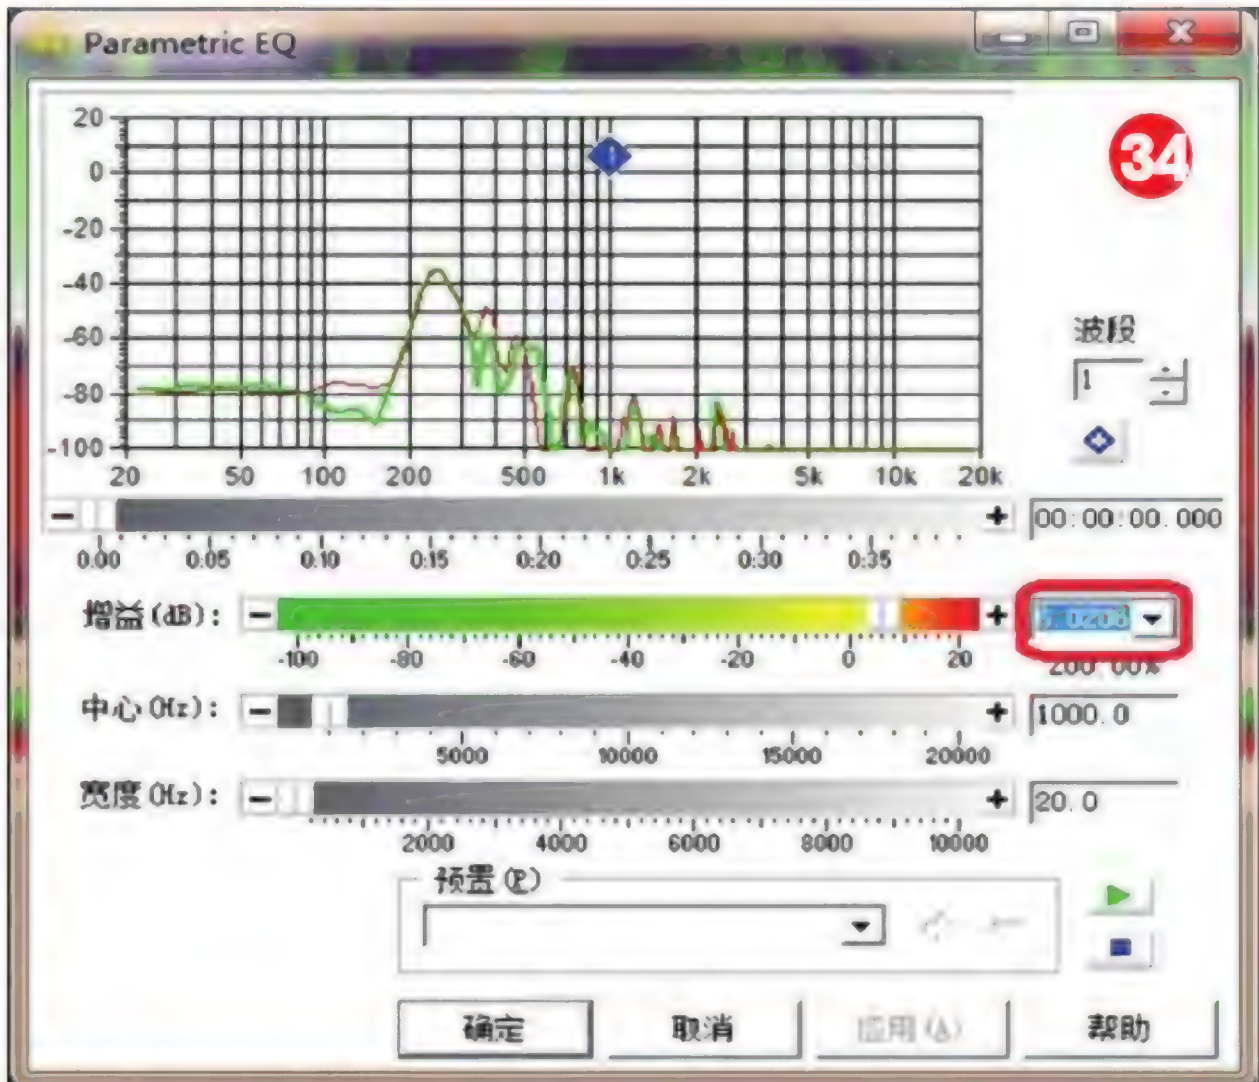 Parametric EQ
34
20
0
-20
-40
-60
-80
-100
20 50 100 200 500 1k 2k 5k 10k 20k
波段
1
- + 00:00:00.000
0:00 0:05 0:10 0:15 0:20 0:25 0:30 0:35
增益(dB): - +
-100 -80 -60 -40 -20 0 20
200.00%
中心(Hz): - + 1000.0
5000 10000 15000 20000
宽度(Hz): - + 20.0
2000 4000 6000 8000 10000
预置(P)
确定 取消 应用(A) 帮助